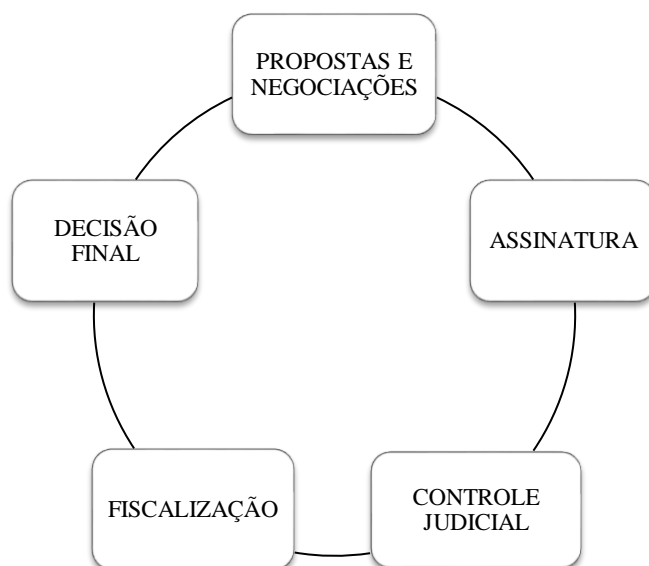 PROPOSTAS E
NEGOCIAÇÕES
ASSINATURA
CONTROLE
JUDICIAL
FISCALIZAÇÃO
DECISÃO
FINAL